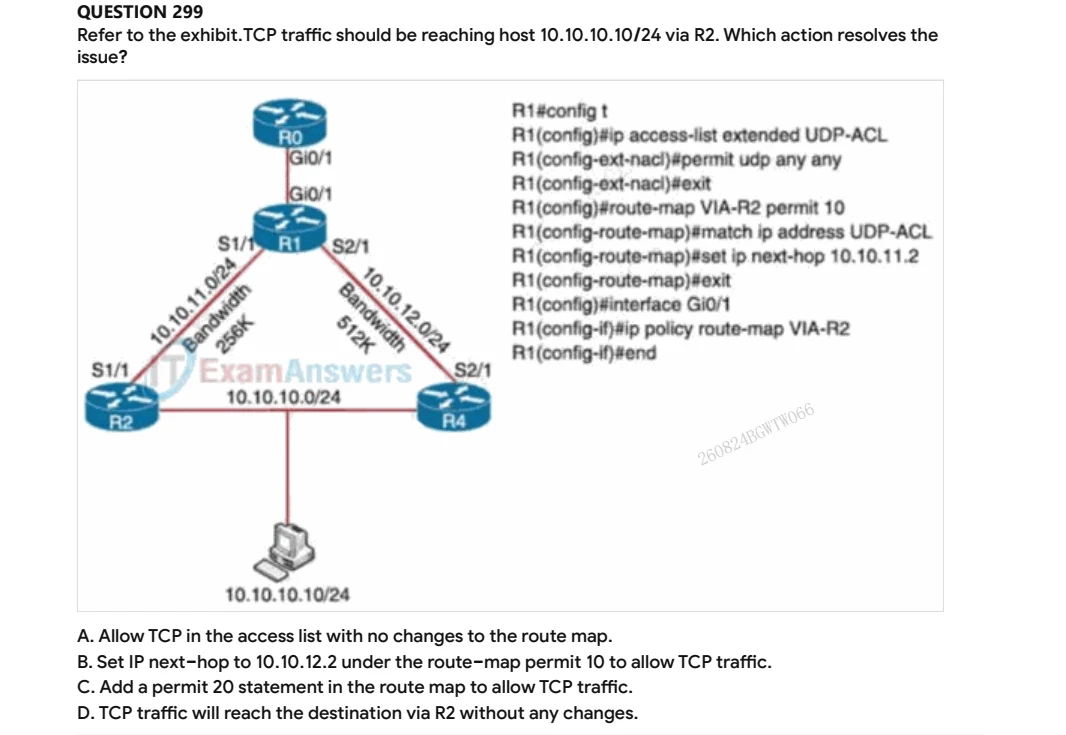 QUESTION 299
Refer to the exhibit.TCP traffic should be reaching host 10.10.10.10/24 via R2. Which action resolves the
issue?
R0
Gi0/1
Gi0/1
S1/1
R1
S2/1
10.10.11.0/24
Bandwidth
256K
10.10.12.0/24
Bandwidth
512K
S1/1
S2/1
ITExamAnswers
10.10.10.0/24
R2
R4
10.10.10.10/24
R1#config t
R1(config)#ip access-list extended UDP-ACL
R1(config-ext-nacl)#permit udp any any
R1(config-ext-nacl)#exit
R1(config)#route-map VIA-R2 permit 10
R1(config-route-map)#match ip address UDP-ACL
R1(config-route-map)#set ip next-hop 10.10.11.2
R1(config-route-map)#exit
R1(config)#interface Gi0/1
R1(config-if)#ip policy route-map VIA-R2
R1(config-if)#end
260824BGWTW066
A. Allow TCP in the access list with no changes to the route map.
B. Set IP next-hop to 10.10.12.2 under the route-map permit 10 to allow TCP traffic.
C. Add a permit 20 statement in the route map to allow TCP traffic.
D. TCP traffic will reach the destination via R2 without any changes.